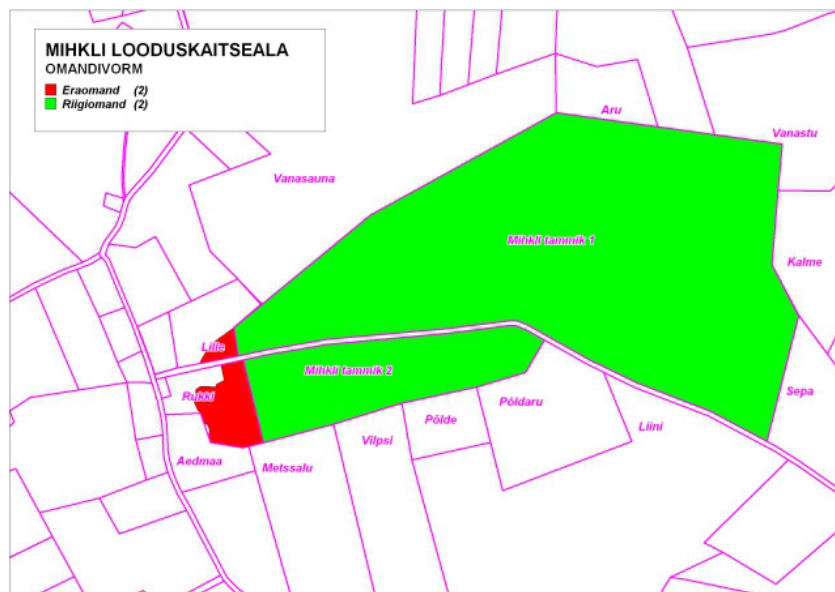 MIHKLI LOODUSKAITSEALA
OMANDIVORM
Eraomand (2)
Riigiomand (2)
Aru
Vanastu
Vanasauna
Mihkli tammik 1
Kalme
Lille
Mihkli tammik 2
Rukki
Põldaru
Sepa
Põlde
Liini
Vilpsi
Aedmaa
Metssalu